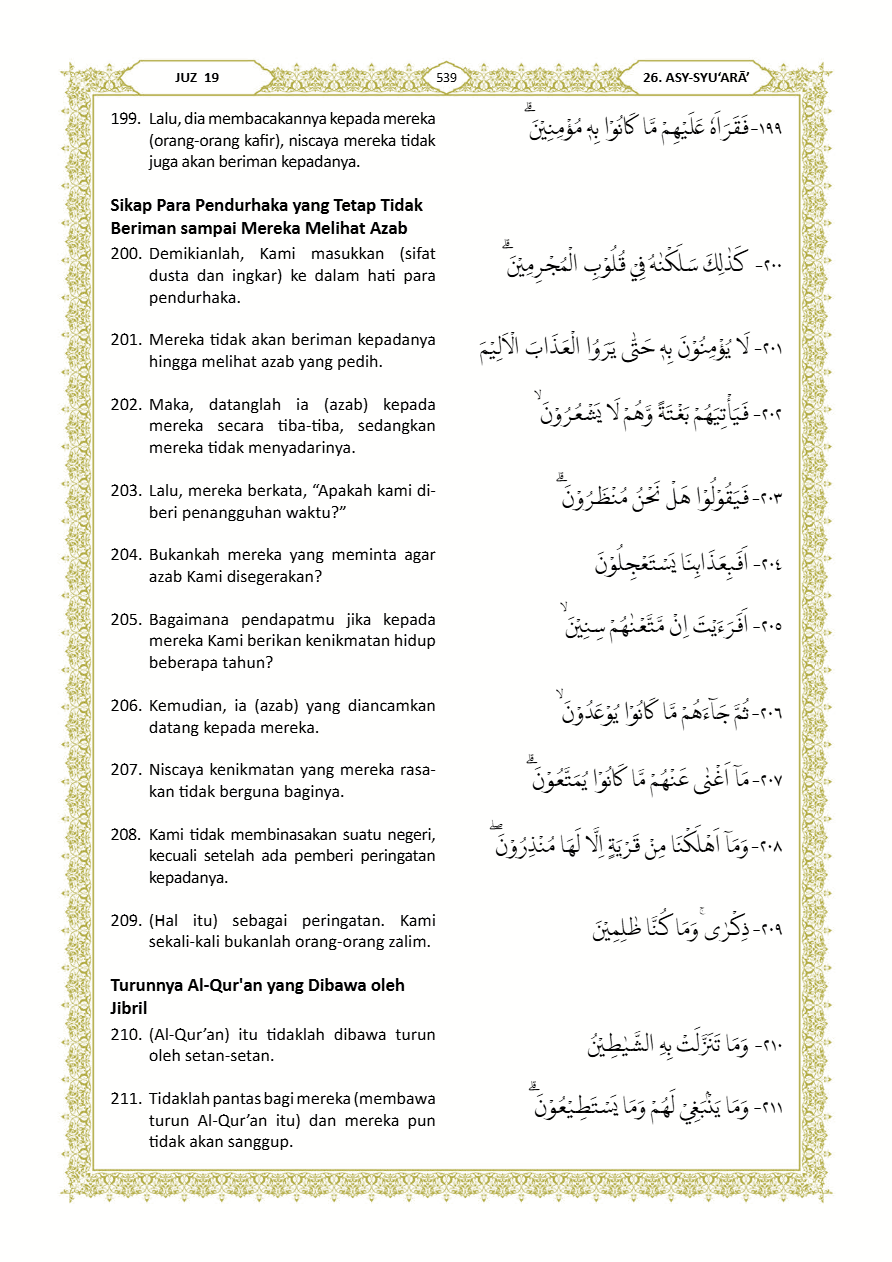 JUZ 19
539
26. ASY-SYU‘ARĀ’
199. Lalu, dia membacakannya kepada mereka
(orang-orang kafir), niscaya mereka tidak
juga akan beriman kepadanya.
١٩٩- فَقَرَاَهٗ عَلَيْهِمْ مَّا كَانُوْا بِهٖ مُؤْمِنِيْنَ ۗ
Sikap Para Pendurhaka yang Tetap Tidak
Beriman sampai Mereka Melihat Azab
200. Demikianlah, Kami masukkan (sifat
dusta dan ingkar) ke dalam hati para
pendurhaka.
٢٠٠- كَذٰلِكَ سَلَكْنٰهُ فِيْ قُلُوْبِ الْمُجْرِمِيْنَ ۗ
201. Mereka tidak akan beriman kepadanya
hingga melihat azab yang pedih.
٢٠١- لَا يُؤْمِنُوْنَ بِهٖ حَتّٰى يَرَوُا الْعَذَابَ الْاَلِيْمَ
202. Maka, datanglah ia (azab) kepada
mereka secara tiba-tiba, sedangkan
mereka tidak menyadarinya.
٢٠٢- فَيَأْتِيَهُمْ بَغْتَةً وَّهُمْ لَا يَشْعُرُوْنَ ۙ
203. Lalu, mereka berkata, “Apakah kami di-
beri penangguhan waktu?”
٢٠٣- فَيَقُوْلُوْا هَلْ نَحْنُ مُنْظَرُوْنَ ۗ
204. Bukankah mereka yang meminta agar
azab Kami disegerakan?
٢٠٤- اَفَبِعَذَابِنَا يَسْتَعْجِلُوْنَ
205. Bagaimana pendapatmu jika kepada
mereka Kami berikan kenikmatan hidup
beberapa tahun?
٢٠٥- اَفَرَءَيْتَ اِنْ مَّتَّعْنٰهُمْ سِنِيْنَ ۙ
206. Kemudian, ia (azab) yang diancamkan
datang kepada mereka.
٢٠٦- ثُمَّ جَاۤءَهُمْ مَّا كَانُوْا يُوْعَدُوْنَ ۙ
207. Niscaya kenikmatan yang mereka rasa-
kan tidak berguna baginya.
٢٠٧- مَآ اَغْنٰى عَنْهُمْ مَّا كَانُوْا يُمَتَّعُوْنَ ۗ
208. Kami tidak membinasakan suatu negeri,
kecuali setelah ada pemberi peringatan
kepadanya.
٢٠٨- وَمَآ اَهْلَكْنَا مِنْ قَرْيَةٍ اِلَّا لَهَا مُنْذِرُوْنَ ۖ
209. (Hal itu) sebagai peringatan. Kami
sekali-kali bukanlah orang-orang zalim.
٢٠٩- ذِكْرٰى ۚ وَمَا كُنَّا ظٰلِمِيْنَ
Turunnya Al-Qur'an yang Dibawa oleh
Jibril
210. (Al-Qur’an) itu tidaklah dibawa turun
oleh setan-setan.
٢١٠- وَمَا تَنَزَّلَتْ بِهِ الشَّيٰطِيْنُ
211. Tidaklah pantas bagi mereka (membawa
turun Al-Qur’an itu) dan mereka pun
tidak akan sanggup.
٢١١- وَمَا يَنْۢبَغِيْ لَهُمْ وَمَا يَسْتَطِيْعُوْنَ ۗ